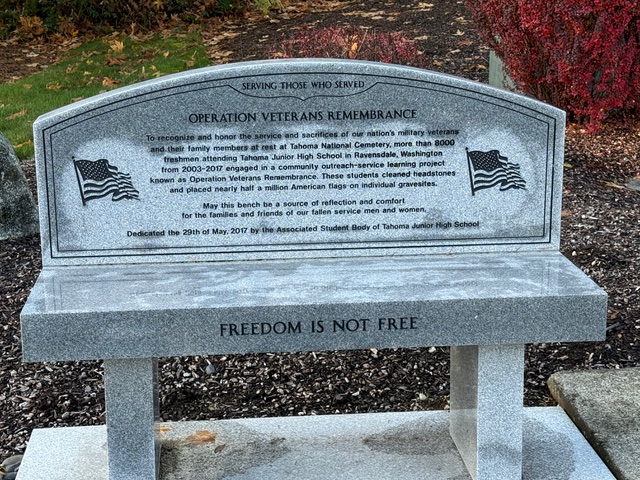 SERVING THOSE WHO SERVED
OPERATION VETERANS REMEMBRANCE
To recognize and honor the service and sacrifices of our nation's military veterans
and their family members at rest at Tahoma National Cemetery, more than 8000
freshmen attending Tahoma Junior High School in Ravensdale, Washington
from 2003-2017 engaged in a community outreach-service learning project
known as Operation Veterans Remembrance. These students cleaned headstones
and placed nearly half a million American flags on individual gravesites.
May this bench be a source of reflection and comfort
for the families and friends of our fallen service men and women.
Dedicated the 29th of May, 2017 by the Associated Student Body of Tahoma Junior High School
FREEDOM IS NOT FREE